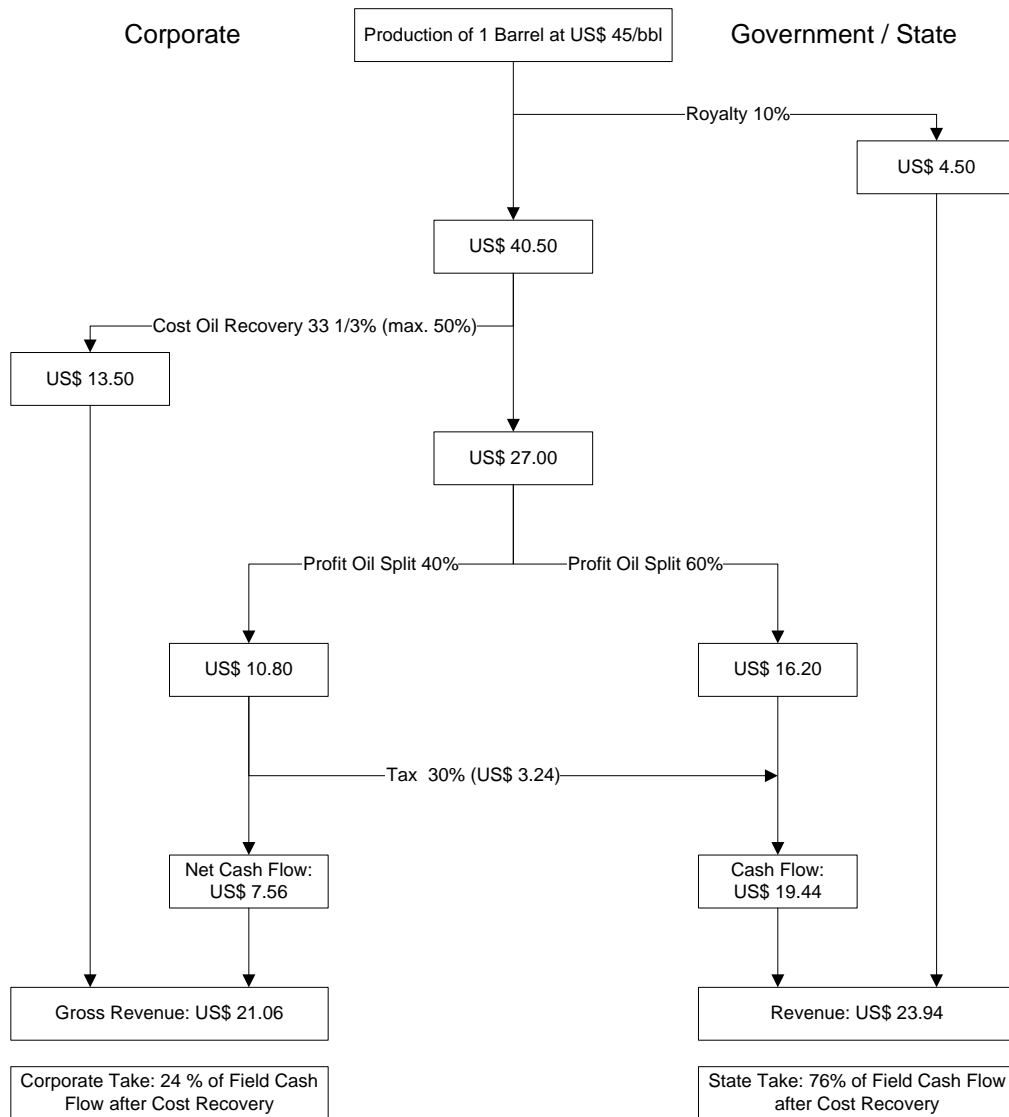 Corporate
Production of 1 Barrel at US$ 45/bbl
Government / State
Royalty 10%
US$ 4.50
US$ 40.50
Cost Oil Recovery 33 1/3% (max. 50%)
US$ 13.50
US$ 27.00
Profit Oil Split 40%
Profit Oil Split 60%
US$ 10.80
US$ 16.20
Tax  30% (US$ 3.24)
Net Cash Flow:
US$ 7.56
Cash Flow:
US$ 19.44
Gross Revenue: US$ 21.06
Revenue: US$ 23.94
Corporate Take: 24 % of Field Cash
Flow after Cost Recovery
State Take: 76% of Field Cash Flow
after Cost Recovery